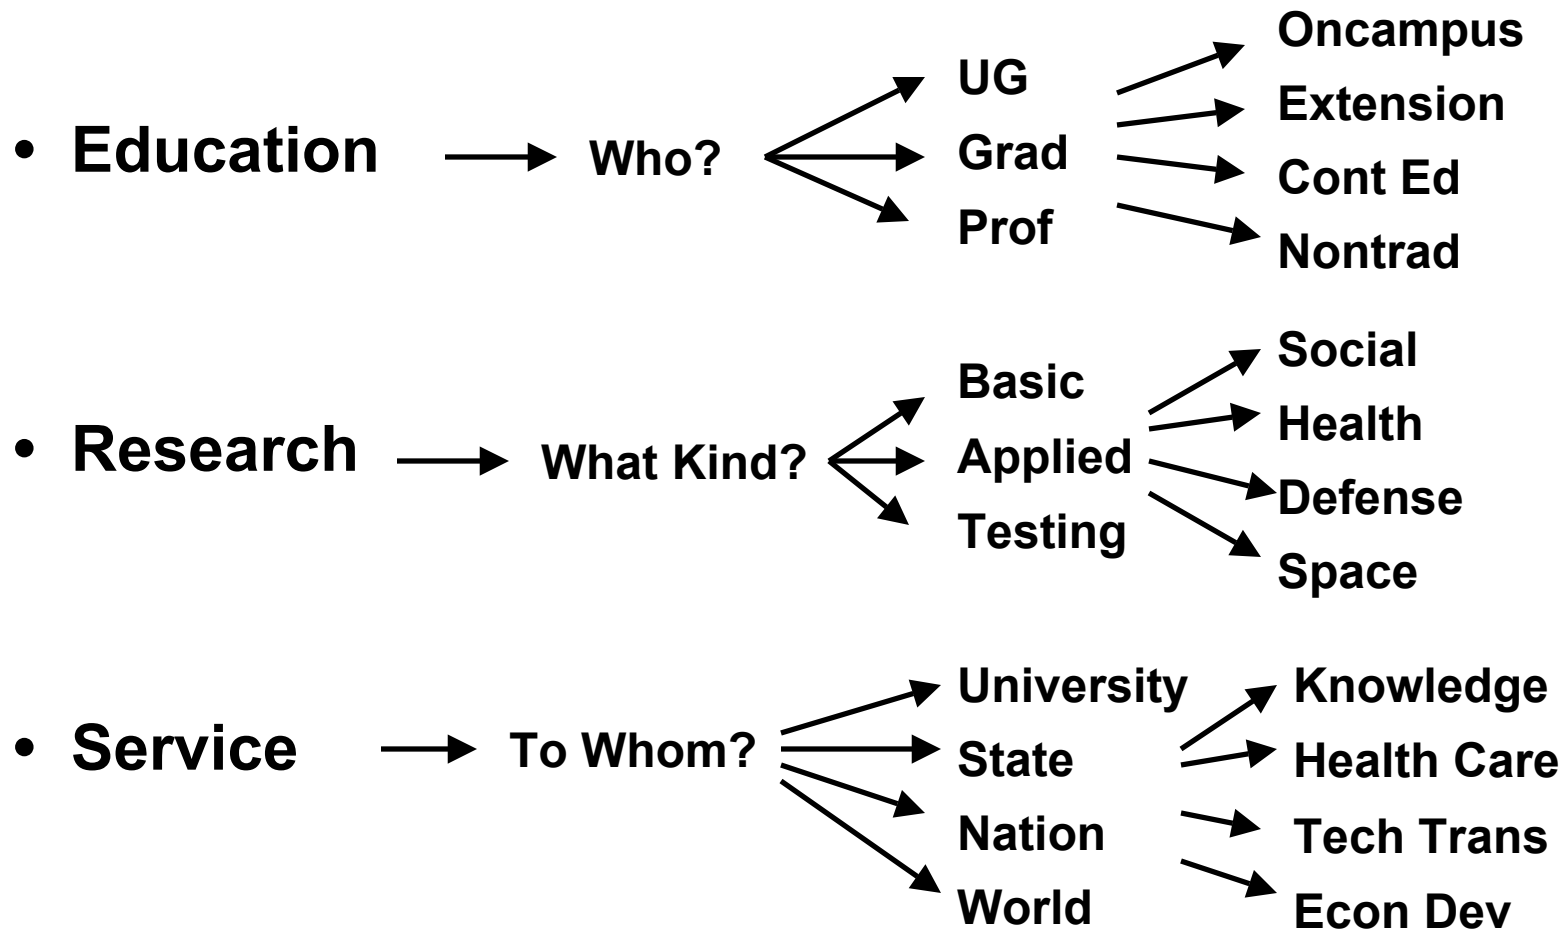 • Education
Who?
UG
Grad
Prof
Oncampus
Extension
Cont Ed
Nontrad
• Research
What Kind?
Basic
Applied
Testing
Social
Health
Defense
Space
• Service
To Whom?
University
State
Nation
World
Knowledge
Health Care
Tech Trans
Econ Dev